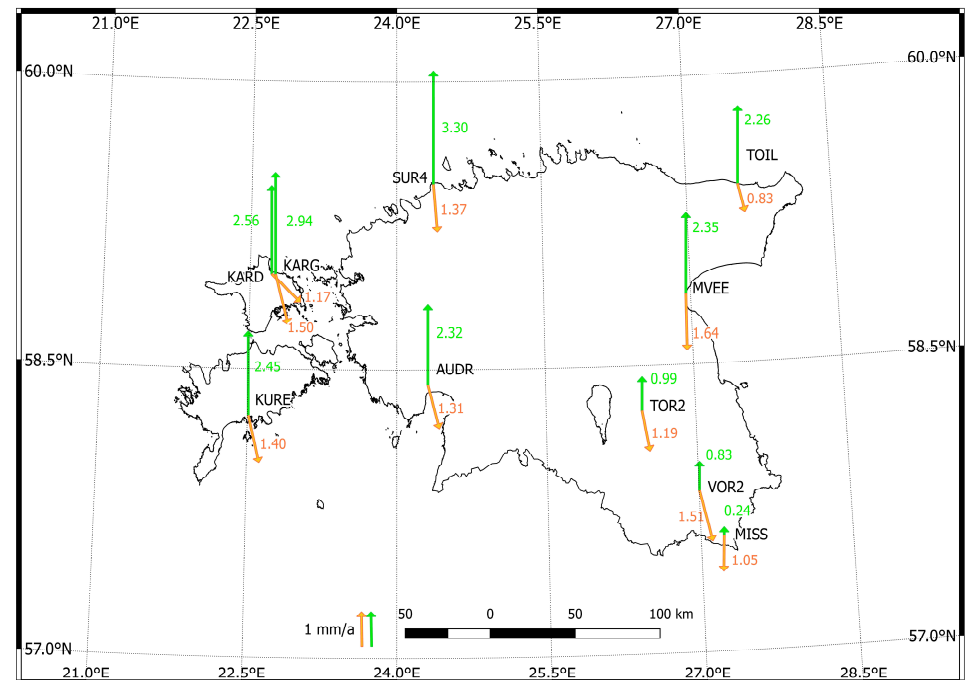 21.0°E 22.5°E 24.0°E 25.5°E 27.0°E 28.5°E
60.0°N 60.0°N
2.26
3.30
TOIL
SUR4
0.83
1.37
2.56 2.94 2.35
KARG
KARD
MVEE
1.17
1.50
2.32 1.64
58.5°N 58.5°N
2.45
AUDR
0.99
KURE
TOR2
1.31
1.19
1.40
0.83
VOR2
0.24
1.51
MISS
1.05
50 0 50 100 km
1 mm/a
57.0°N 57.0°N
21.0°E 22.5°E 24.0°E 25.5°E 27.0°E 28.5°E